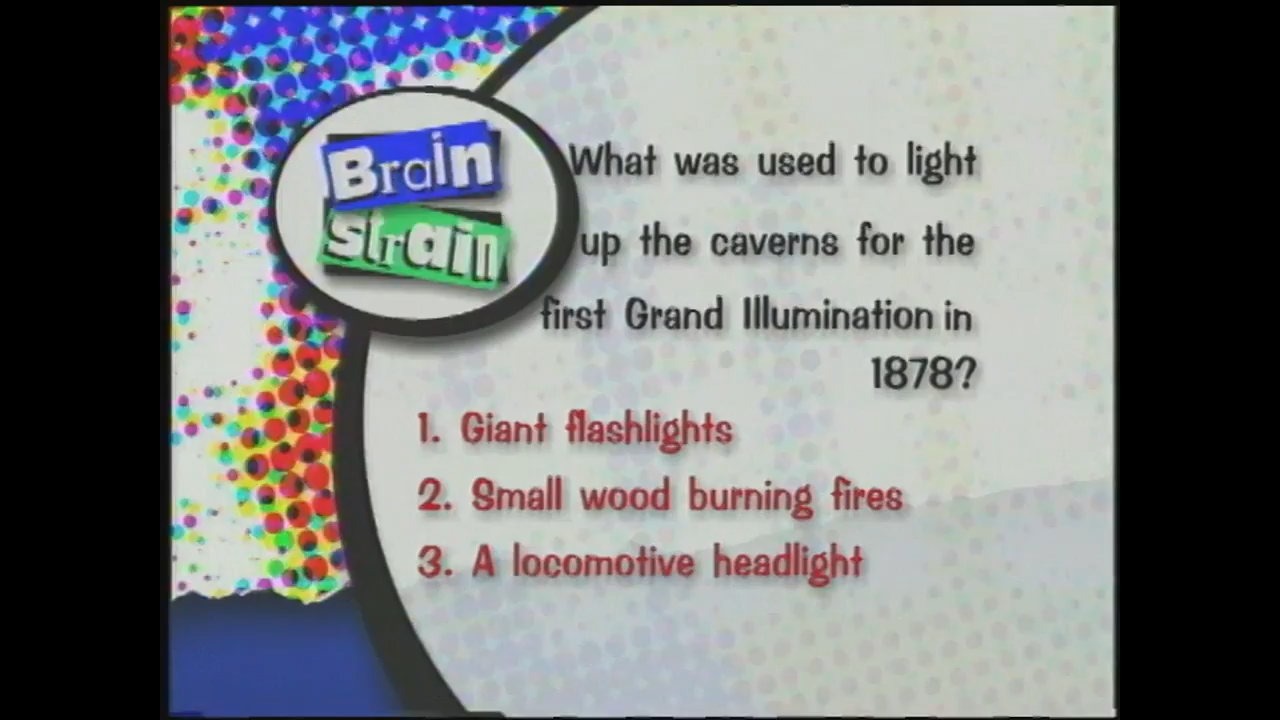 Brain
strain
What was used to light
up the caverns for the
first Grand Illumination in
1878?
1. Giant flashlights
2. Small wood burning fires
3. A locomotive headlight